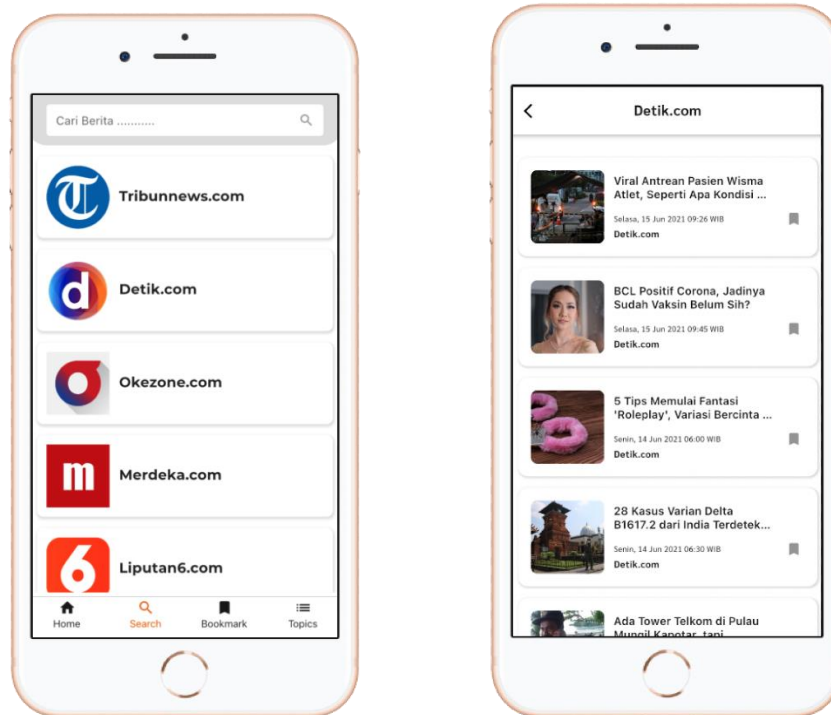 Cari Berita ...........
Tribunnews.com
d
Detik.com
Okezone.com
m
Merdeka.com
6
Liputan6.com
Home
Search
Bookmark
Topics
Detik.com
Viral Antrean Pasien Wisma
Atlet, Seperti Apa Kondisi ...
Selasa, 15 Jun 2021 09:26 WIB
Detik.com
BCL Positif Corona, Jadinya
Sudah Vaksin Belum Sih?
Selasa, 15 Jun 2021 09:45 WIB
Detik.com
5 Tips Memulai Fantasi
'Roleplay', Variasi Bercinta ...
Senin, 14 Jun 2021 06:00 WIB
Detik.com
28 Kasus Varian Delta
B1617.2 dari India Terdetek...
Senin, 14 Jun 2021 06:30 WIB
Detik.com
Ada Tower Telkom di Pulau
Mungil Kapotar, tapi